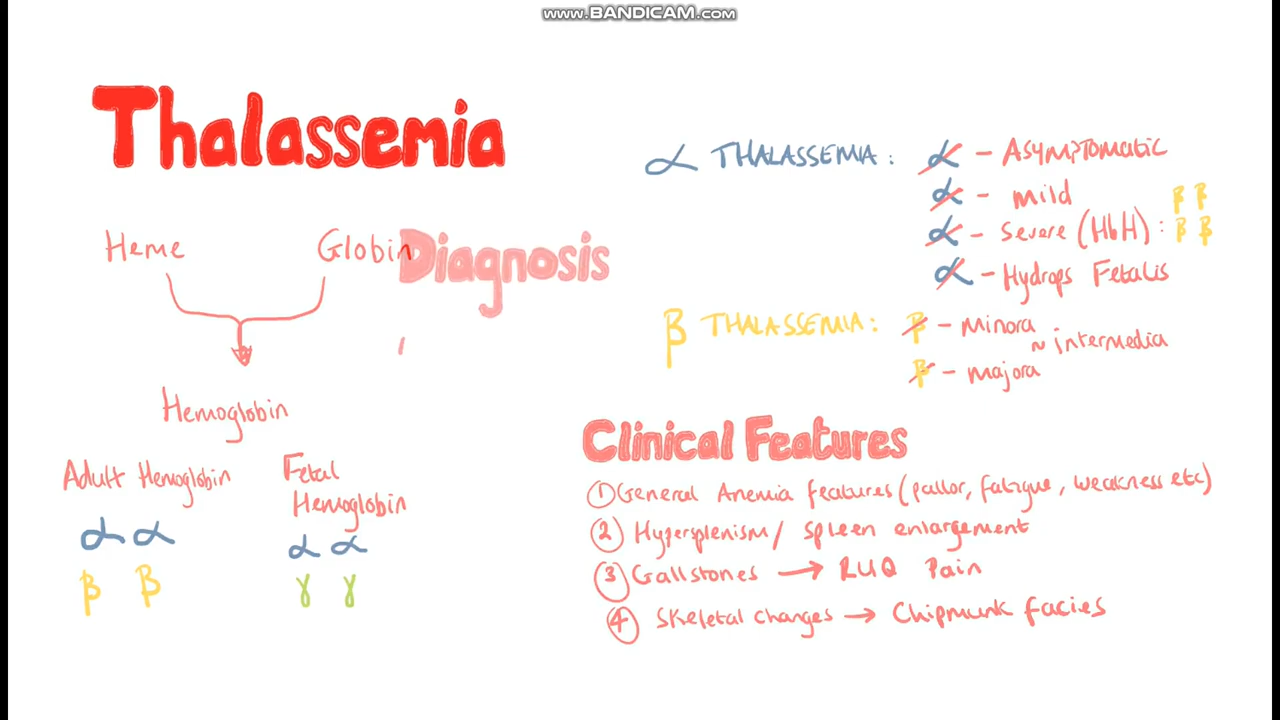 www.BANDICAM.com
Thalassemia
Heme Globin
Hemoglobin
Adult Hemoglobin
α α
β β
Fetal
Hemoglobin
α α
γ γ
Diagnosis
α THALASSEMIA: α - Asymptomatic
α - mild
α - Severe (HbH): β β β β
α - Hydrops Fetalis
β THALASSEMIA: β - minora
~ intermedia
β - majora
Clinical Features
① General Anemia features (pallor, fatigue, weakness etc)
② Hypersplenism/ spleen enlargement
③ Gallstones → RUQ Pain
④ Skeletal changes → Chipmunk facies